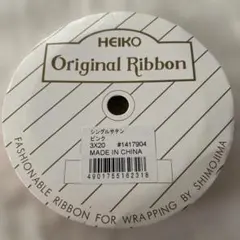 HEIKO
Original Ribbon
シングルサテン
ピンク
3X20 #1417904
MADE IN CHINA
4901755162318
FASHIONABLE RIBBON FOR WRAPPING BY SHIMOJIMA